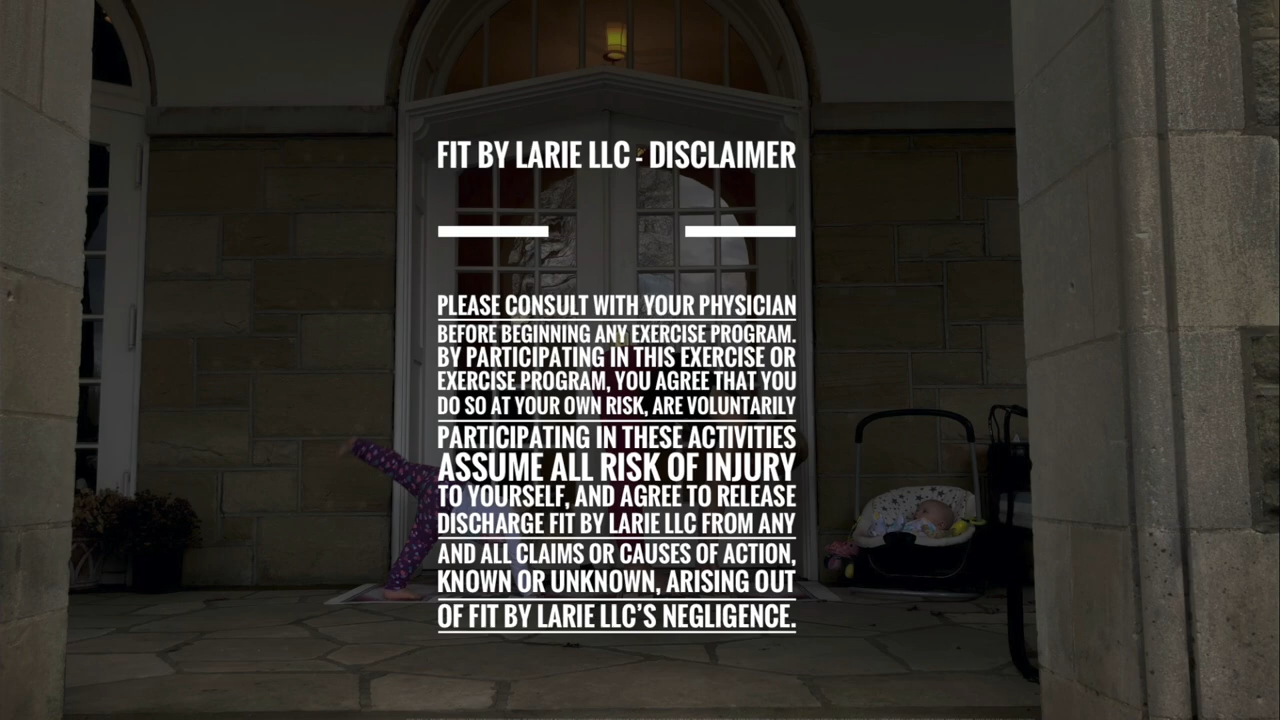 FIT BY LARIE LLC - DISCLAIMER
PLEASE CONSULT WITH YOUR PHYSICIAN
BEFORE BEGINNING ANY EXERCISE PROGRAM.
BY PARTICIPATING IN THIS EXERCISE OR
EXERCISE PROGRAM, YOU AGREE THAT YOU
DO SO AT YOUR OWN RISK, ARE VOLUNTARILY
PARTICIPATING IN THESE ACTIVITIES
ASSUME ALL RISK OF INJURY
TO YOURSELF, AND AGREE TO RELEASE
DISCHARGE FIT BY LARIE LLC FROM ANY
AND ALL CLAIMS OR CAUSES OF ACTION,
KNOWN OR UNKNOWN, ARISING OUT
OF FIT BY LARIE LLC’S NEGLIGENCE.